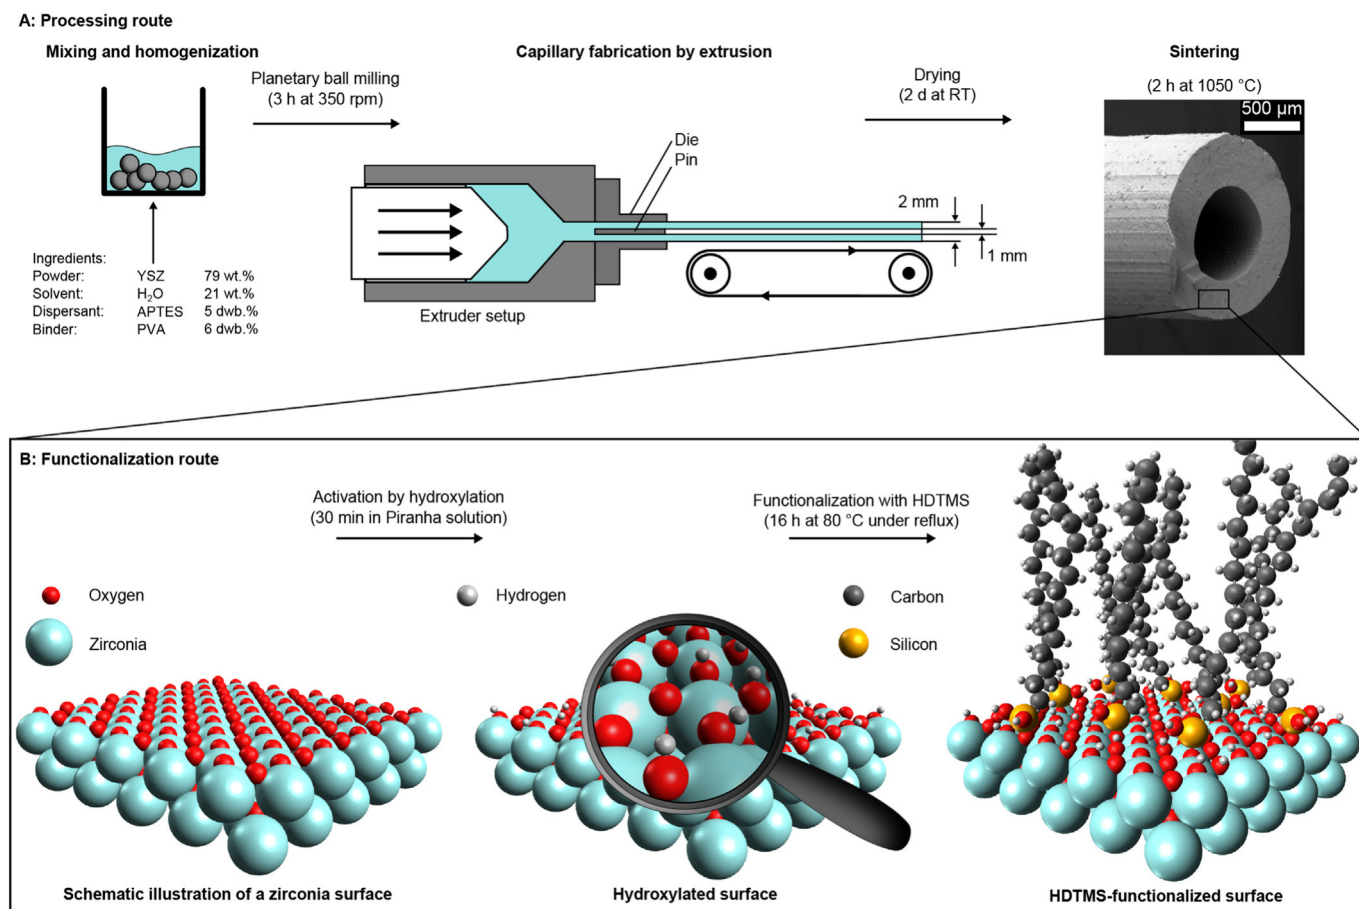 A: Processing route
Mixing and homogenization
Capillary fabrication by extrusion
Sintering
Planetary ball milling
(3 h at 350 rpm)
Drying
(2 d at RT)
(2 h at 1050 °C)
500 µm
Die
Pin
2 mm
1 mm
Extruder setup
Ingredients:
Powder: YSZ 79 wt.%
Solvent: H₂O 21 wt.%
Dispersant: APTES 5 dwb.%
Binder: PVA 6 dwb.%
B: Functionalization route
Activation by hydroxylation
(30 min in Piranha solution)
Functionalization with HDTMS
(16 h at 80 °C under reflux)
Oxygen
Hydrogen
Carbon
Zirconia
Silicon
Schematic illustration of a zirconia surface
Hydroxylated surface
HDTMS-functionalized surface